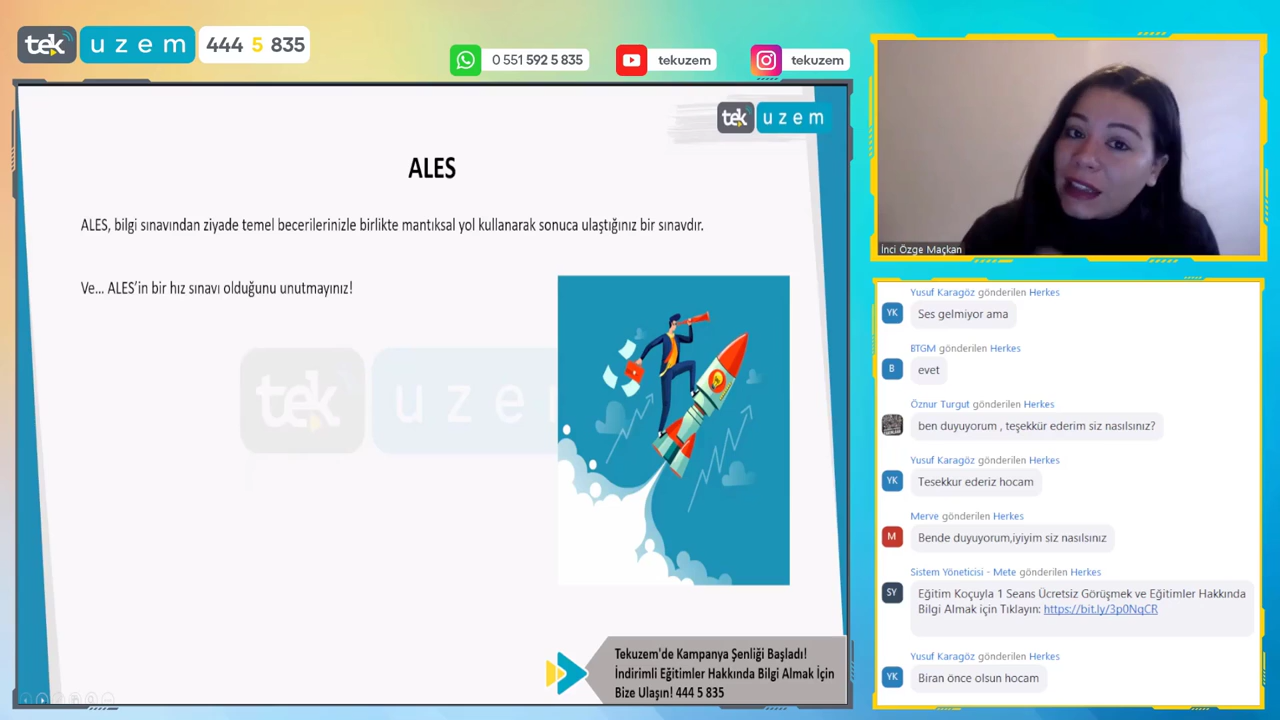 tek uzem 444 5 835
0 551 592 5 835
tekuzem
tekuzem
tek uzem
ALES
ALES, bilgi sınavından ziyade temel becerilerinizle birlikte mantıksal yol kullanarak sonuca ulaştığınız bir sınavdır.
Ve... ALES’in bir hız sınavı olduğunu unutmayınız!
tek uze
Tekuzem'de Kampanya Şenliği Başladı!
İndirimli Eğitimler Hakkında Bilgi Almak İçin
Bize Ulaşın! 444 5 835
İnci Özge Maçkan
Yusuf Karagöz gönderilen Herkes
YK
Ses gelmiyor ama
BTGM gönderilen Herkes
B
evet
Öznur Turgut gönderilen Herkes
ben duyuyorum , teşekkür ederim siz nasılsınız?
Yusuf Karagöz gönderilen Herkes
YK
Tesekkur ederiz hocam
Merve gönderilen Herkes
M
Bende duyuyorum,iyiyim siz nasılsınız
Sistem Yöneticisi - Mete gönderilen Herkes
SY
Eğitim Koçuyla 1 Seans Ücretsiz Görüşmek ve Eğitimler Hakkında
Bilgi Almak için Tıklayın: https://bit.ly/3p0NqCR
Yusuf Karagöz gönderilen Herkes
YK
Biran önce olsun hocam